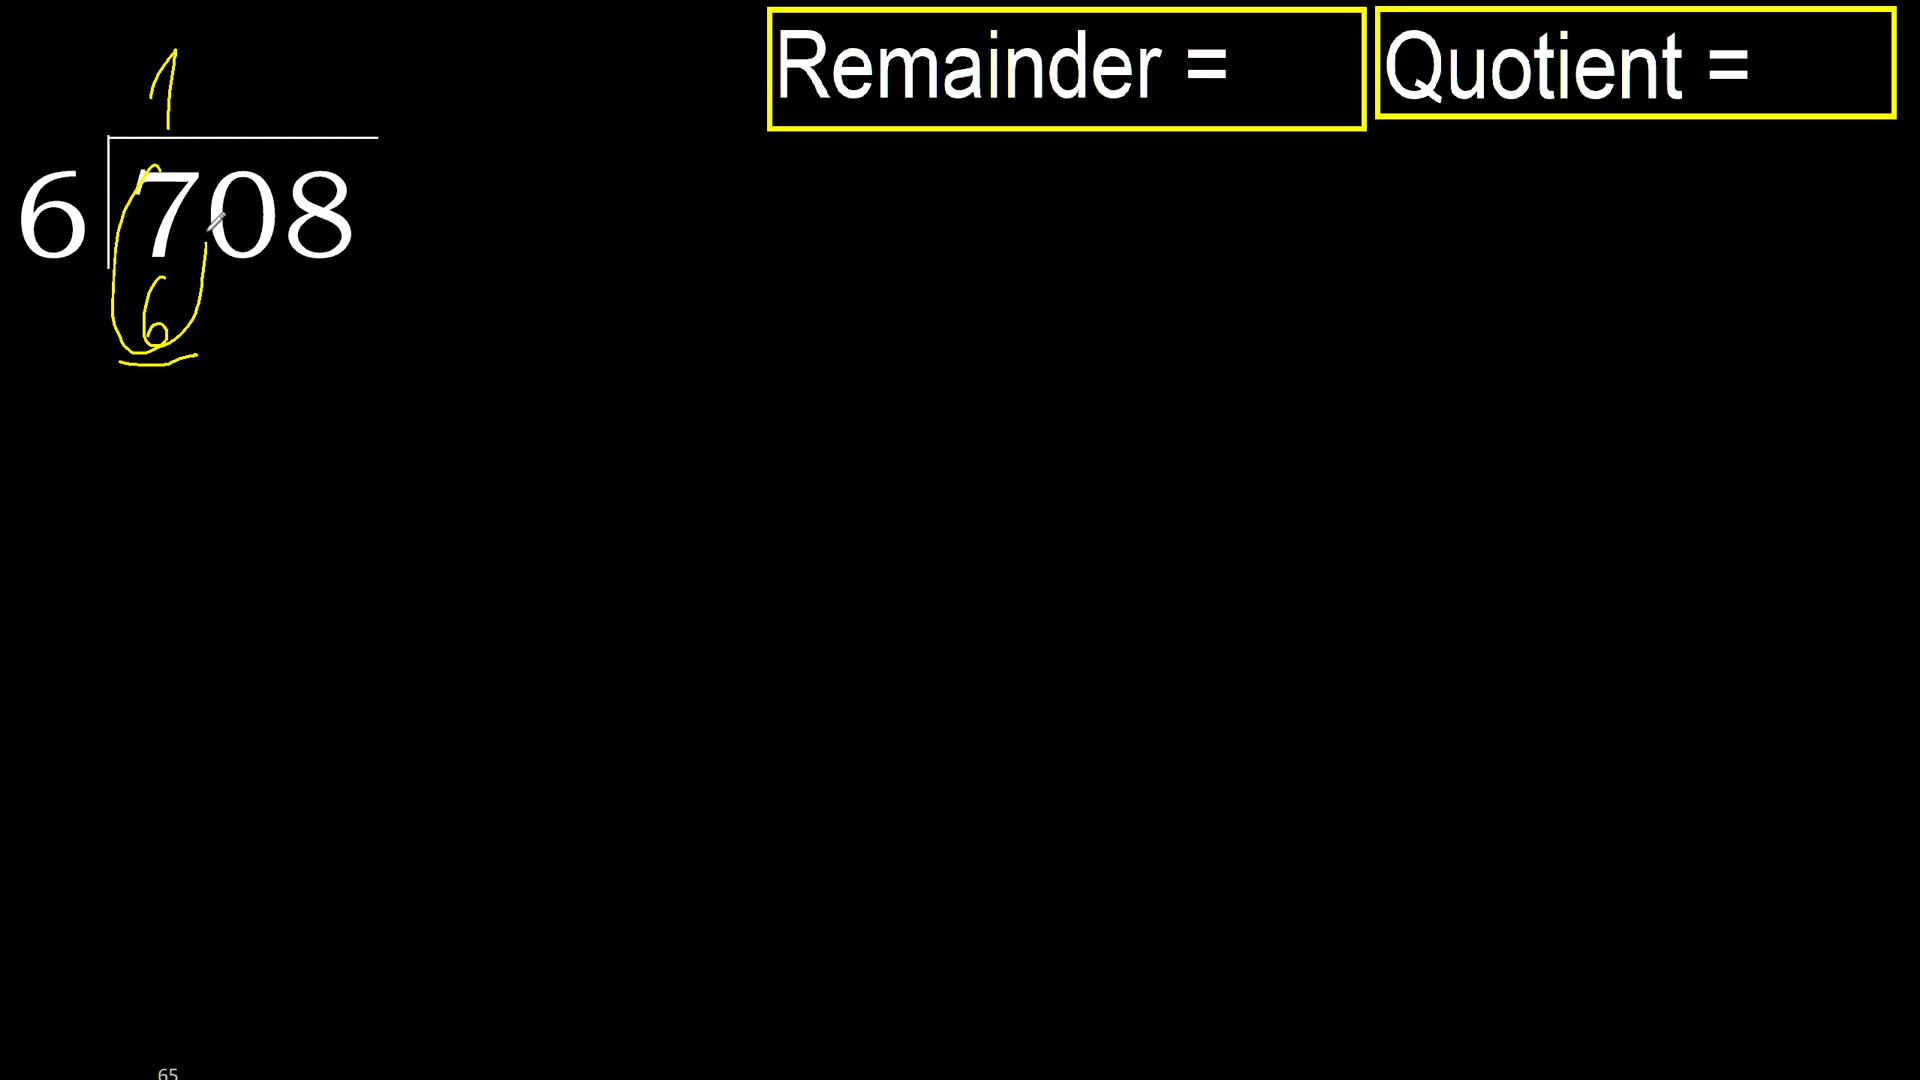 Remainder =
Quotient =
1
6 708
6
65